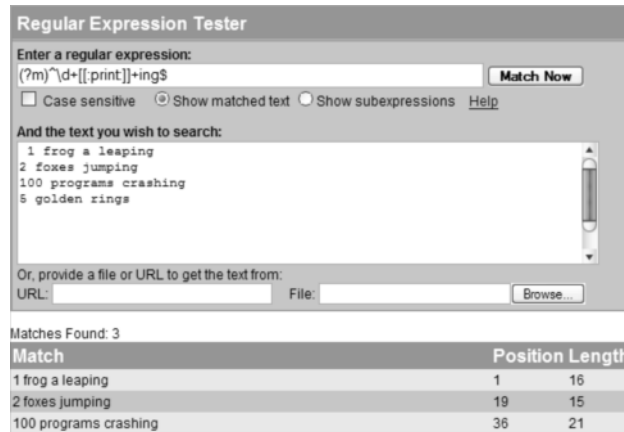 Regular Expression Tester
Enter a regular expression:
(?m)^\d+[[:print:]]+ing$ Match Now
Case sensitive Show matched text Show subexpressions Help
And the text you wish to search:
1 frog a leaping
2 foxes jumping
100 programs crashing
5 golden rings
Or, provide a file or URL to get the text from:
URL: File: Browse...
Matches Found: 3
Match Position Length
1 frog a leaping 1 16
2 foxes jumping 19 15
100 programs crashing 36 21